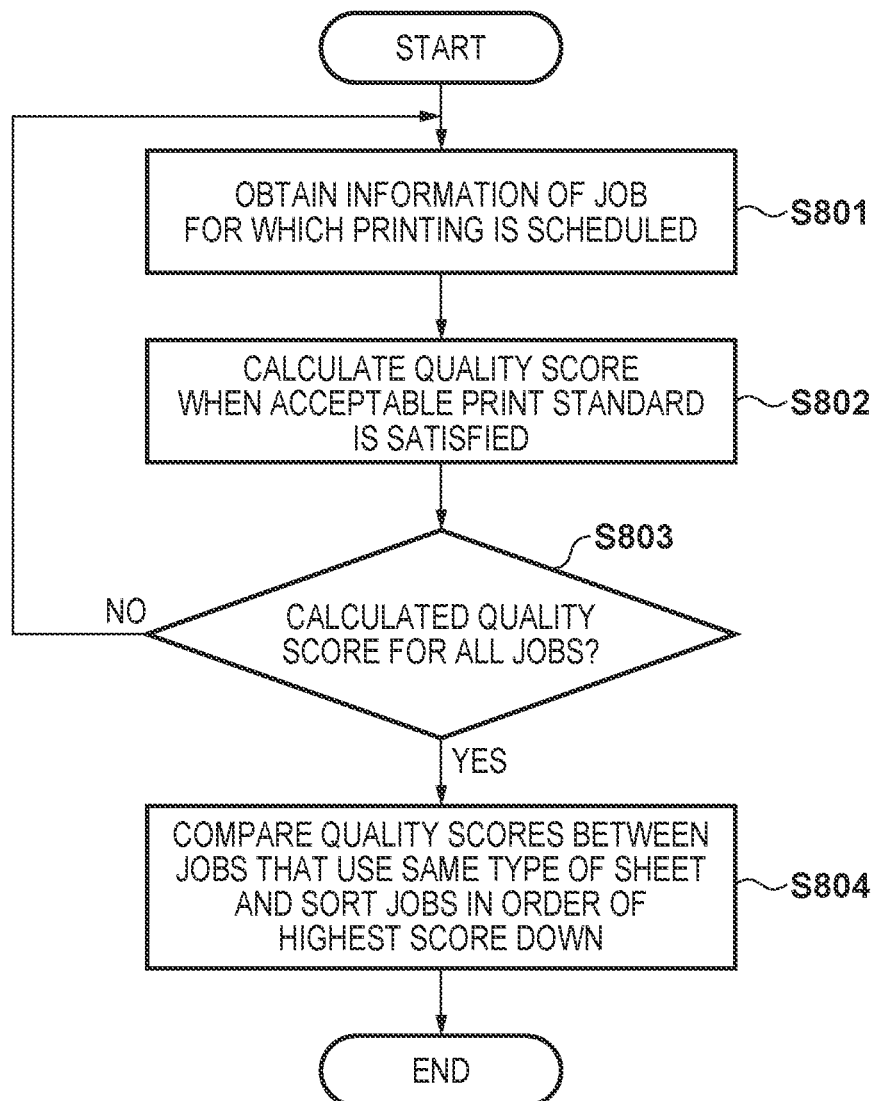 START
OBTAIN INFORMATION OF JOB
FOR WHICH PRINTING IS SCHEDULED
S801
CALCULATE QUALITY SCORE
WHEN ACCEPTABLE PRINT STANDARD
IS SATISFIED
S802
S803
CALCULATED QUALITY
SCORE FOR ALL JOBS?
NO
YES
COMPARE QUALITY SCORES BETWEEN
JOBS THAT USE SAME TYPE OF SHEET
AND SORT JOBS IN ORDER OF
HIGHEST SCORE DOWN
S804
END